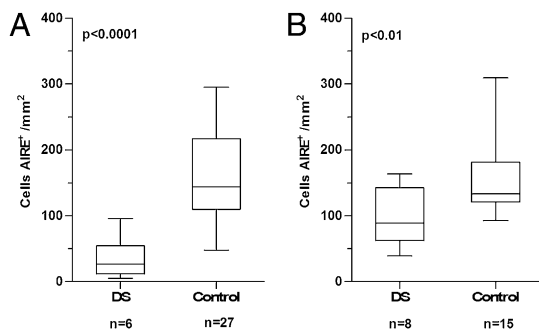 A
p<0.0001
Cells AIRE⁺ /mm²
400
300
200
100
0
DS
Control
n=6
n=27
B
p<0.01
Cells AIRE⁺ /mm²
400
300
200
100
0
DS
Control
n=8
n=15